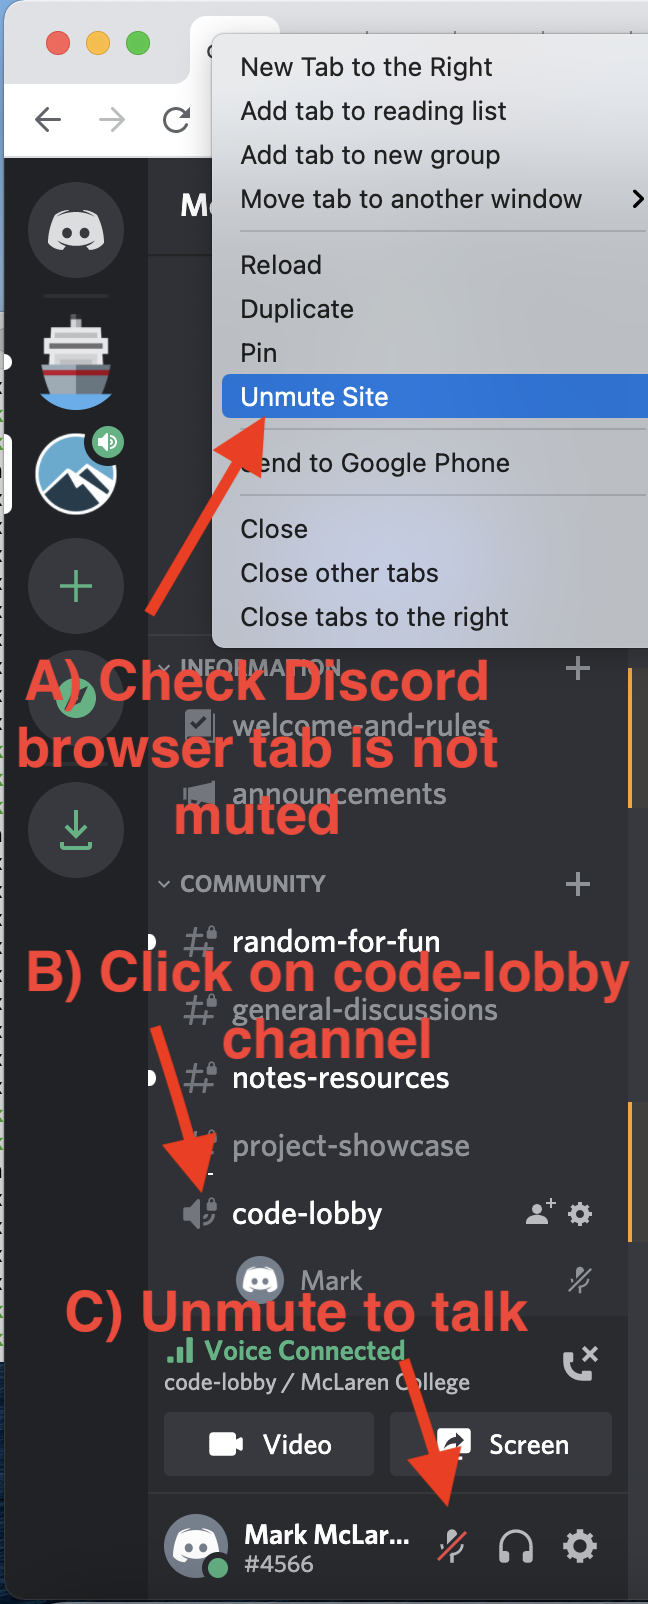 New Tab to the Right
Add tab to reading list
Add tab to new group
Move tab to another window
Reload
Duplicate
Pin
Unmute Site
Send to Google Phone
Close
Close other tabs
Close tabs to the right
INFORMATION
A) Check Discord
browser tab is not
muted
welcome-and-rules
announcements
COMMUNITY
random-for-fun
B) Click on code-lobby
channel
general-discussions
notes-resources
project-showcase
code-lobby
Mark
C) Unmute to talk
Voice Connected
code-lobby / McLaren College
Video
Screen
Mark McLar...
#4566